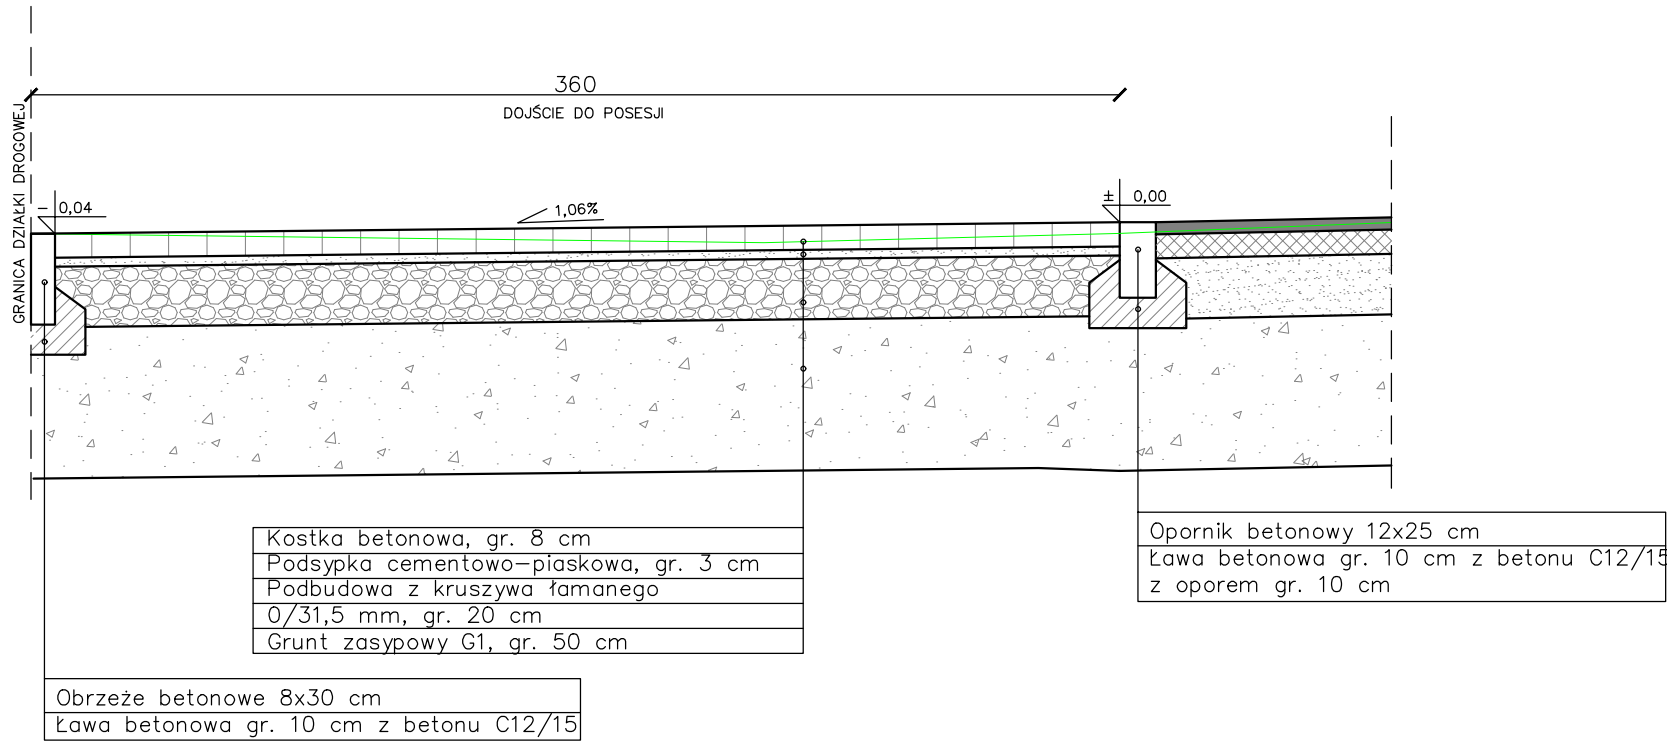 360
DOJŚCIE DO POSESJI
GRANICA DZIAŁKI DROGOWEJ
- 0,04
1,06%
± 0,00
Kostka betonowa, gr. 8 cm
Podsypka cementowo-piaskowa, gr. 3 cm
Podbudowa z kruszywa łamanego
0/31,5 mm, gr. 20 cm
Grunt zasypowy G1, gr. 50 cm
Opornik betonowy 12x25 cm
Ława betonowa gr. 10 cm z betonu C12/15
z oporem gr. 10 cm
Obrzeże betonowe 8x30 cm
Ława betonowa gr. 10 cm z betonu C12/15